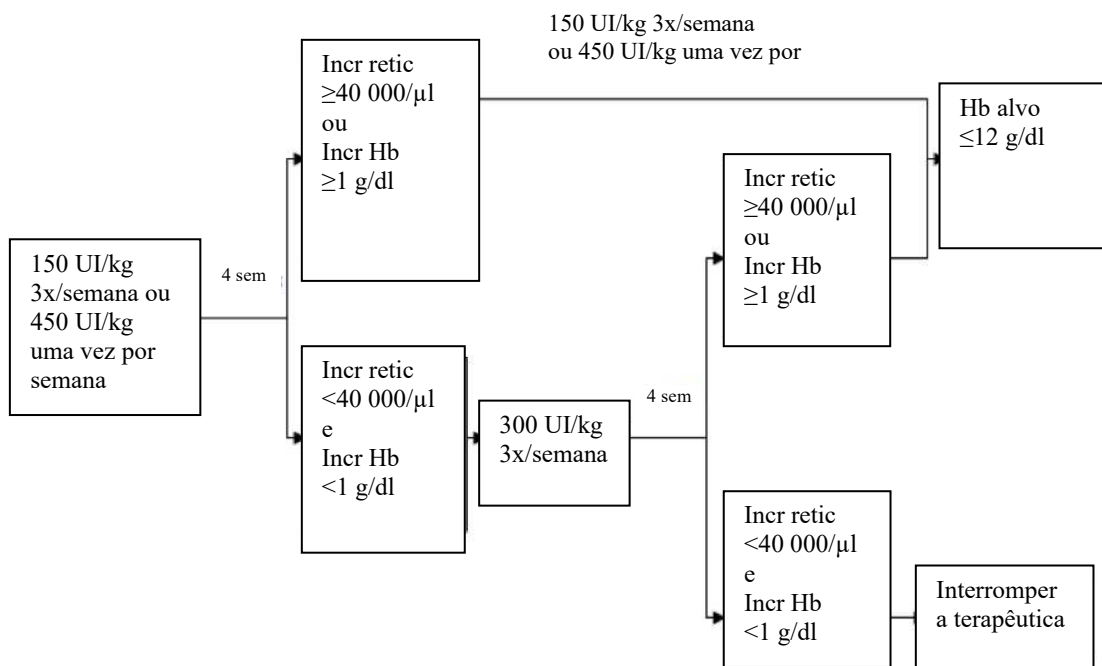 150 UI/kg 3x/semana
ou 450 UI/kg uma vez por
Incr retic
≥40 000/µl
ou
Incr Hb
≥1 g/dl
Hb alvo
≤12 g/dl
Incr retic
≥40 000/µl
ou
Incr Hb
≥1 g/dl
150 UI/kg
3x/semana ou
450 UI/kg
uma vez por
semana
4 sem
Incr retic
<40 000/µl
e
Incr Hb
<1 g/dl
300 UI/kg
3x/semana
4 sem
Incr retic
<40 000/µl
e
Incr Hb
<1 g/dl
Interromper
a terapêutica